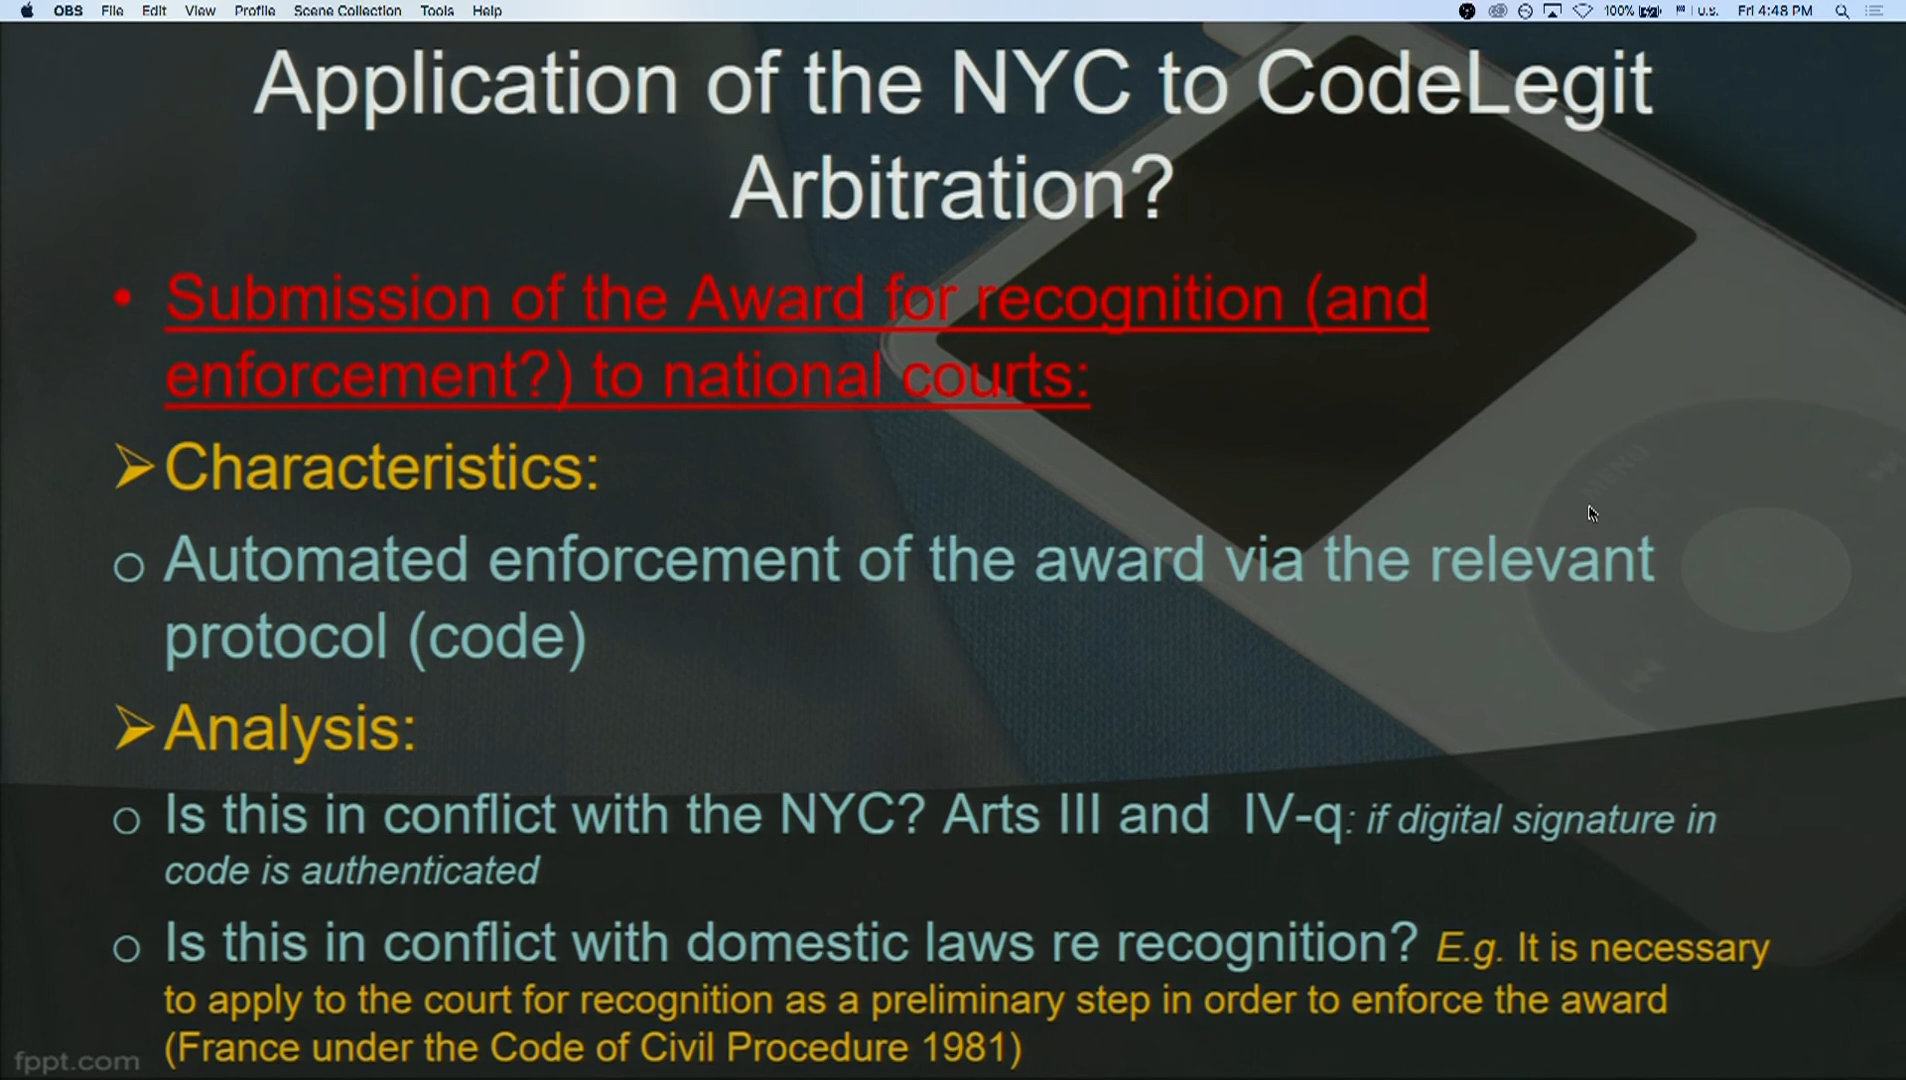 OBS File Edit View Profile Scene Collection Tools Help 100% U.S. Fri 4:48 PM
Application of the NYC to CodeLegit
Arbitration?
• Submission of the Award for recognition (and
enforcement?) to national courts:
➢ Characteristics:
o Automated enforcement of the award via the relevant
protocol (code)
➢ Analysis:
o Is this in conflict with the NYC? Arts III and IV-q: if digital signature in
code is authenticated
o Is this in conflict with domestic laws re recognition? E.g. It is necessary
to apply to the court for recognition as a preliminary step in order to enforce the award
(France under the Code of Civil Procedure 1981)
fppt.com
MENU